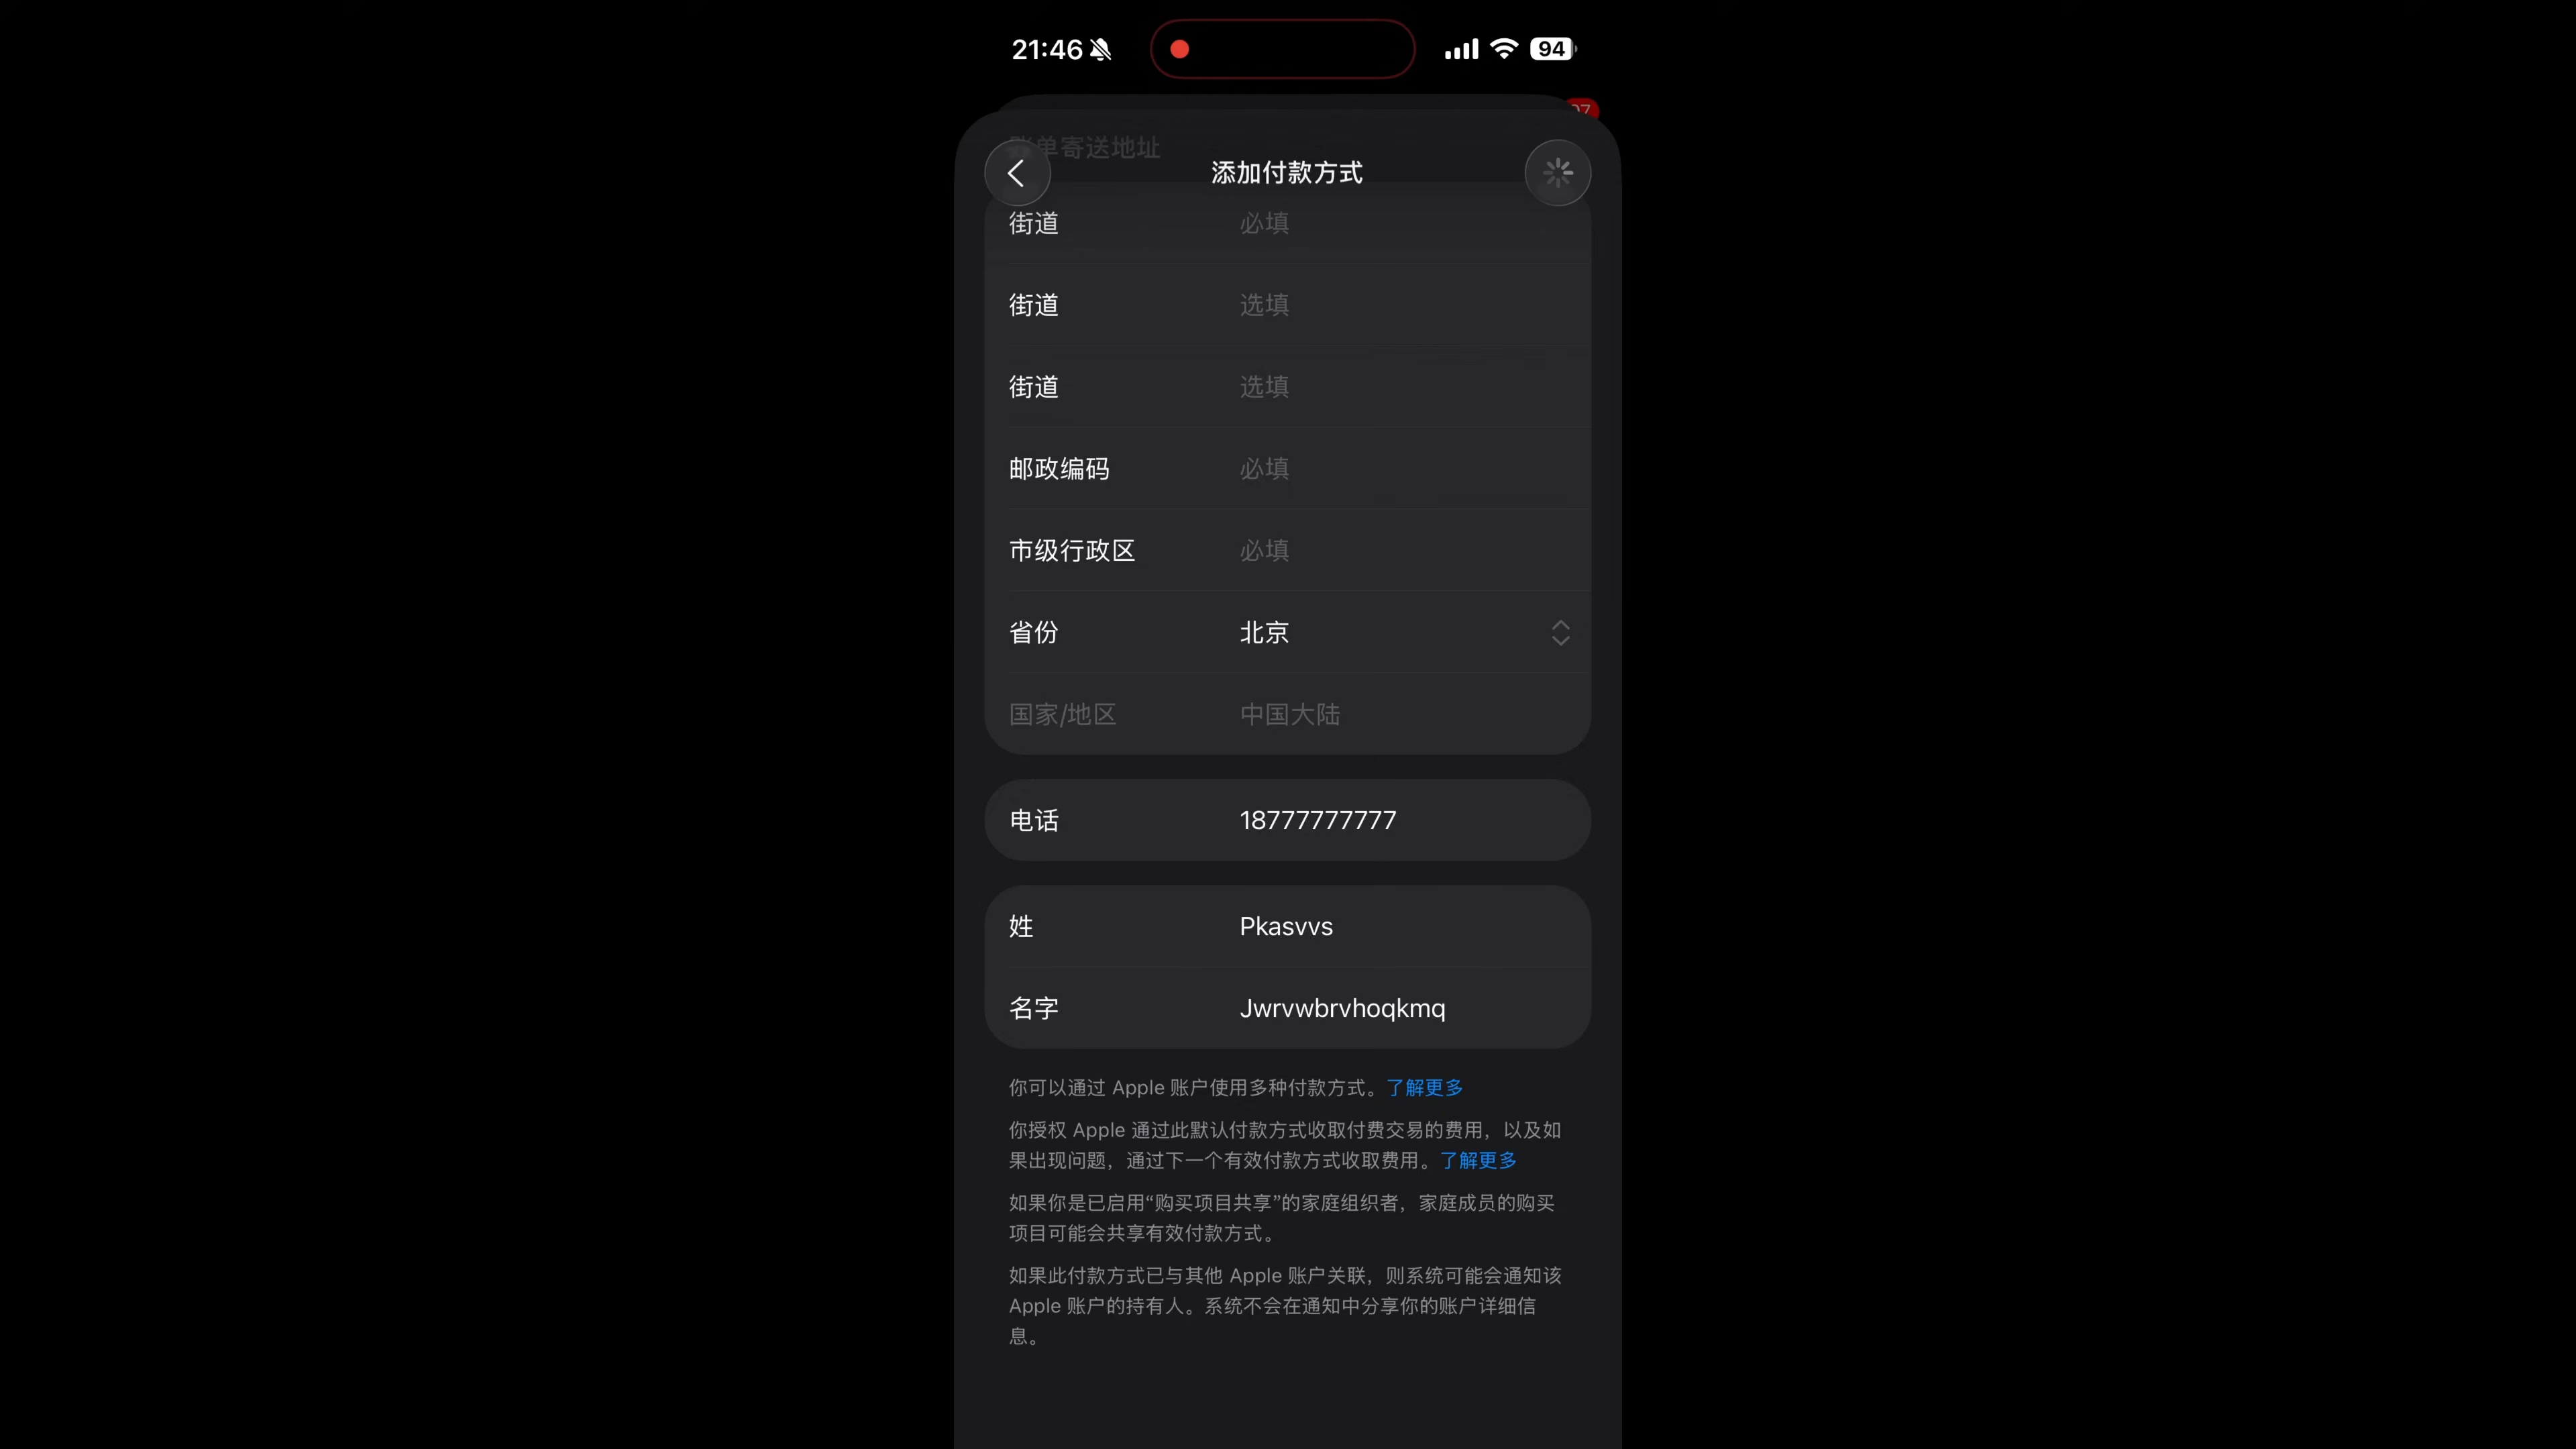 21:46
94
账单寄送地址
添加付款方式
街道 必填
街道 选填
街道 选填
邮政编码 必填
市级行政区 必填
省份 北京
国家/地区 中国大陆
电话 18777777777
姓 Pkasvvs
名字 Jwrvwbrvhoqkmq
你可以通过 Apple 账户使用多种付款方式。了解更多
你授权 Apple 通过此默认付款方式收取付费交易的费用，以及如
果出现问题，通过下一个有效付款方式收取费用。了解更多
如果你是已启用“购买项目共享”的家庭组织者，家庭成员的购买
项目可能会共享有效付款方式。
如果此付款方式已与其他 Apple 账户关联，则系统可能会通知该
Apple 账户的持有人。系统不会在通知中分享你的账户详细信
息。